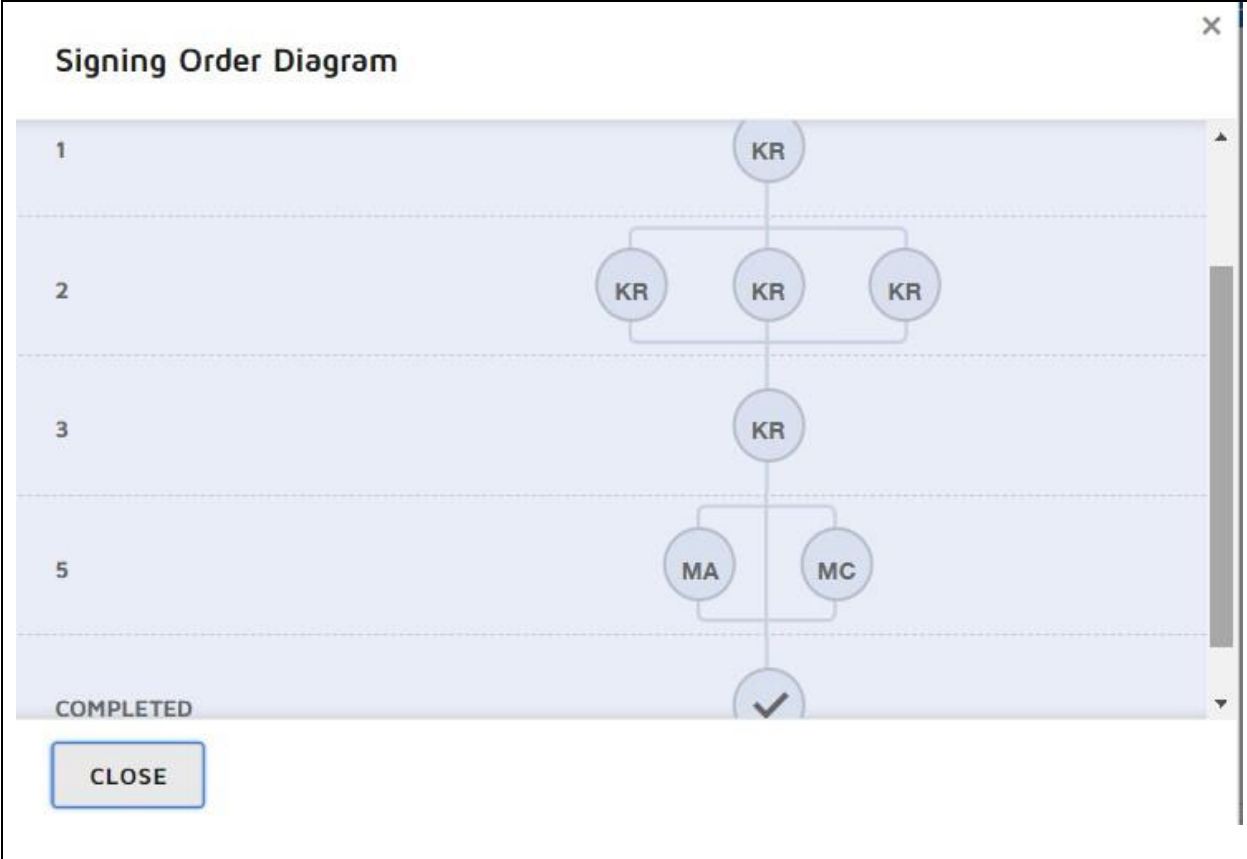 Signing Order Diagram
1 KR
2 KR KR KR
3 KR
5 MA MC
COMPLETED
CLOSE